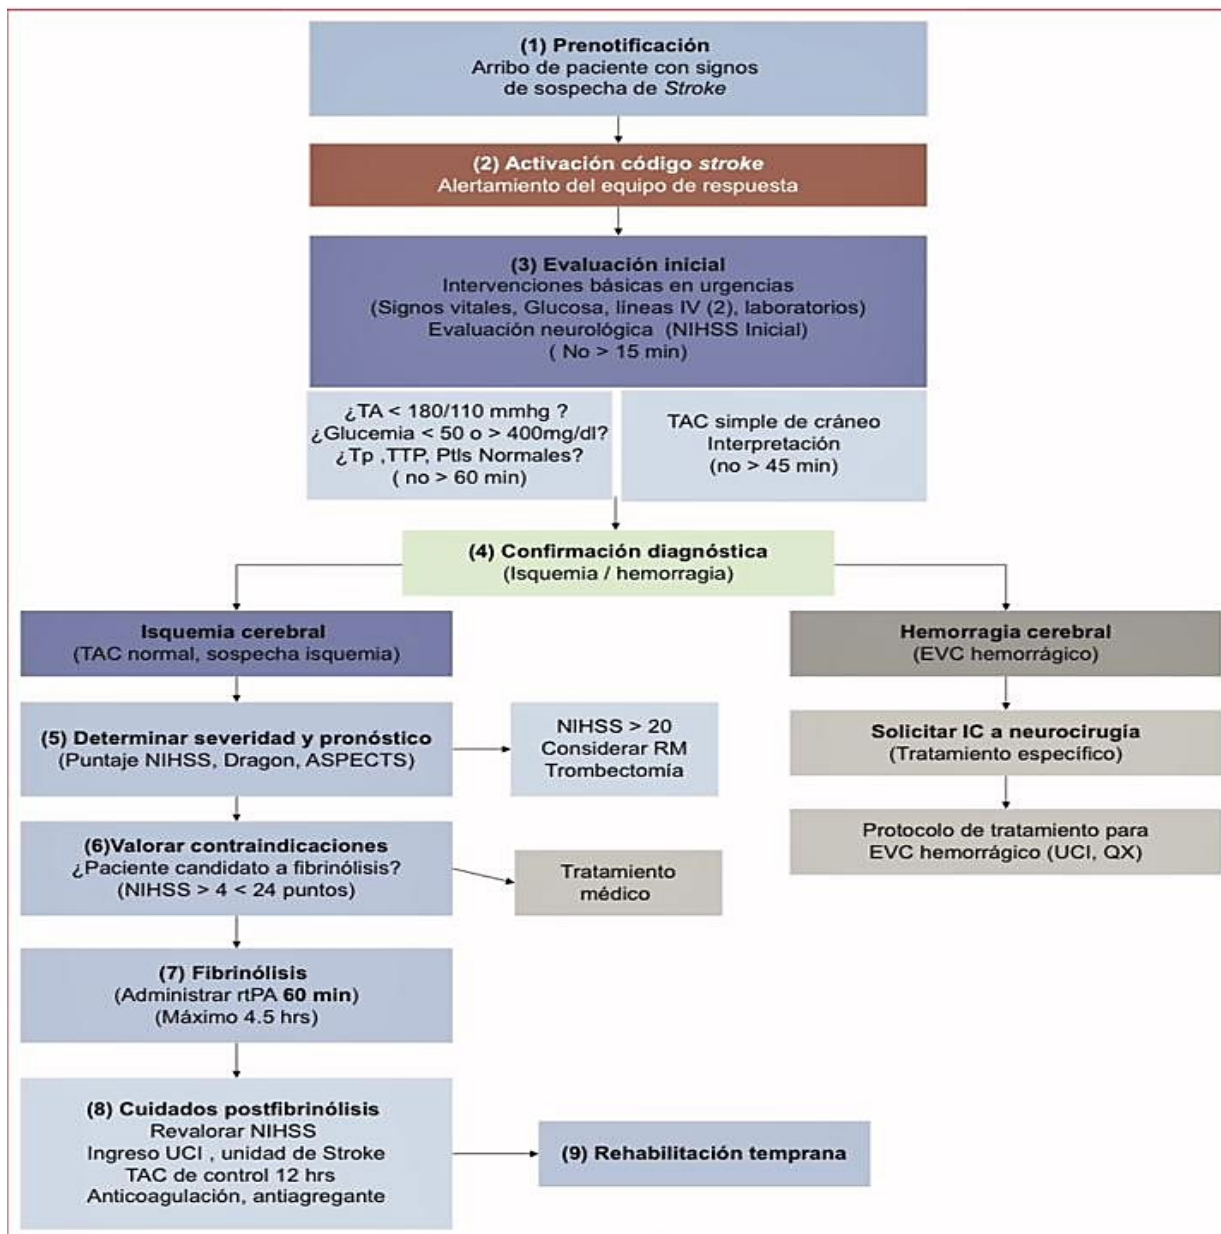 (1) Prenotificación
Arribo de paciente con signos
de sospecha de Stroke
(2) Activación código stroke
Alertamiento del equipo de respuesta
(3) Evaluación inicial
Intervenciones básicas en urgencias
(Signos vitales, Glucosa, líneas IV (2), laboratorios)
Evaluación neurológica (NIHSS Inicial)
( No > 15 min)
¿TA < 180/110 mmhg ?
¿Glucemia < 50 o > 400mg/dl?
¿Tp ,TTP, Ptls Normales?
( no > 60 min)
TAC simple de cráneo
Interpretación
(no > 45 min)
(4) Confirmación diagnóstica
(Isquemia / hemorragia)
Isquemia cerebral
(TAC normal, sospecha isquemia)
Hemorragia cerebral
(EVC hemorrágico)
(5) Determinar severidad y pronóstico
(Puntaje NIHSS, Dragon, ASPECTS)
NIHSS > 20
Considerar RM
Trombectomía
Solicitar IC a neurocirugía
(Tratamiento específico)
(6)Valorar contraindicaciones
¿Paciente candidato a fibrinólisis?
(NIHSS > 4 < 24 puntos)
Tratamiento
médico
Protocolo de tratamiento para
EVC hemorrágico (UCI, QX)
(7) Fibrinólisis
(Administrar rtPA 60 min)
(Máximo 4.5 hrs)
(8) Cuidados postfibrinólisis
Revalorar NIHSS
Ingreso UCI , unidad de Stroke
TAC de control 12 hrs
Anticoagulación, antiagregante
(9) Rehabilitación temprana